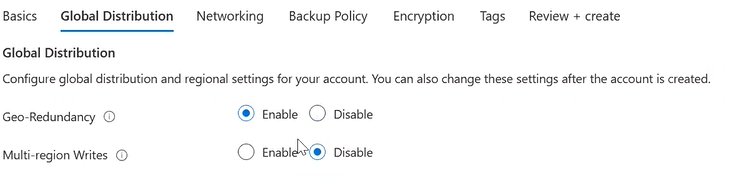 Basics Global Distribution Networking Backup Policy Encryption Tags Review + create
Global Distribution
Configure global distribution and regional settings for your account. You can also change these settings after the account is created.
Geo-Redundancy Enable Disable
Multi-region Writes Enable Disable